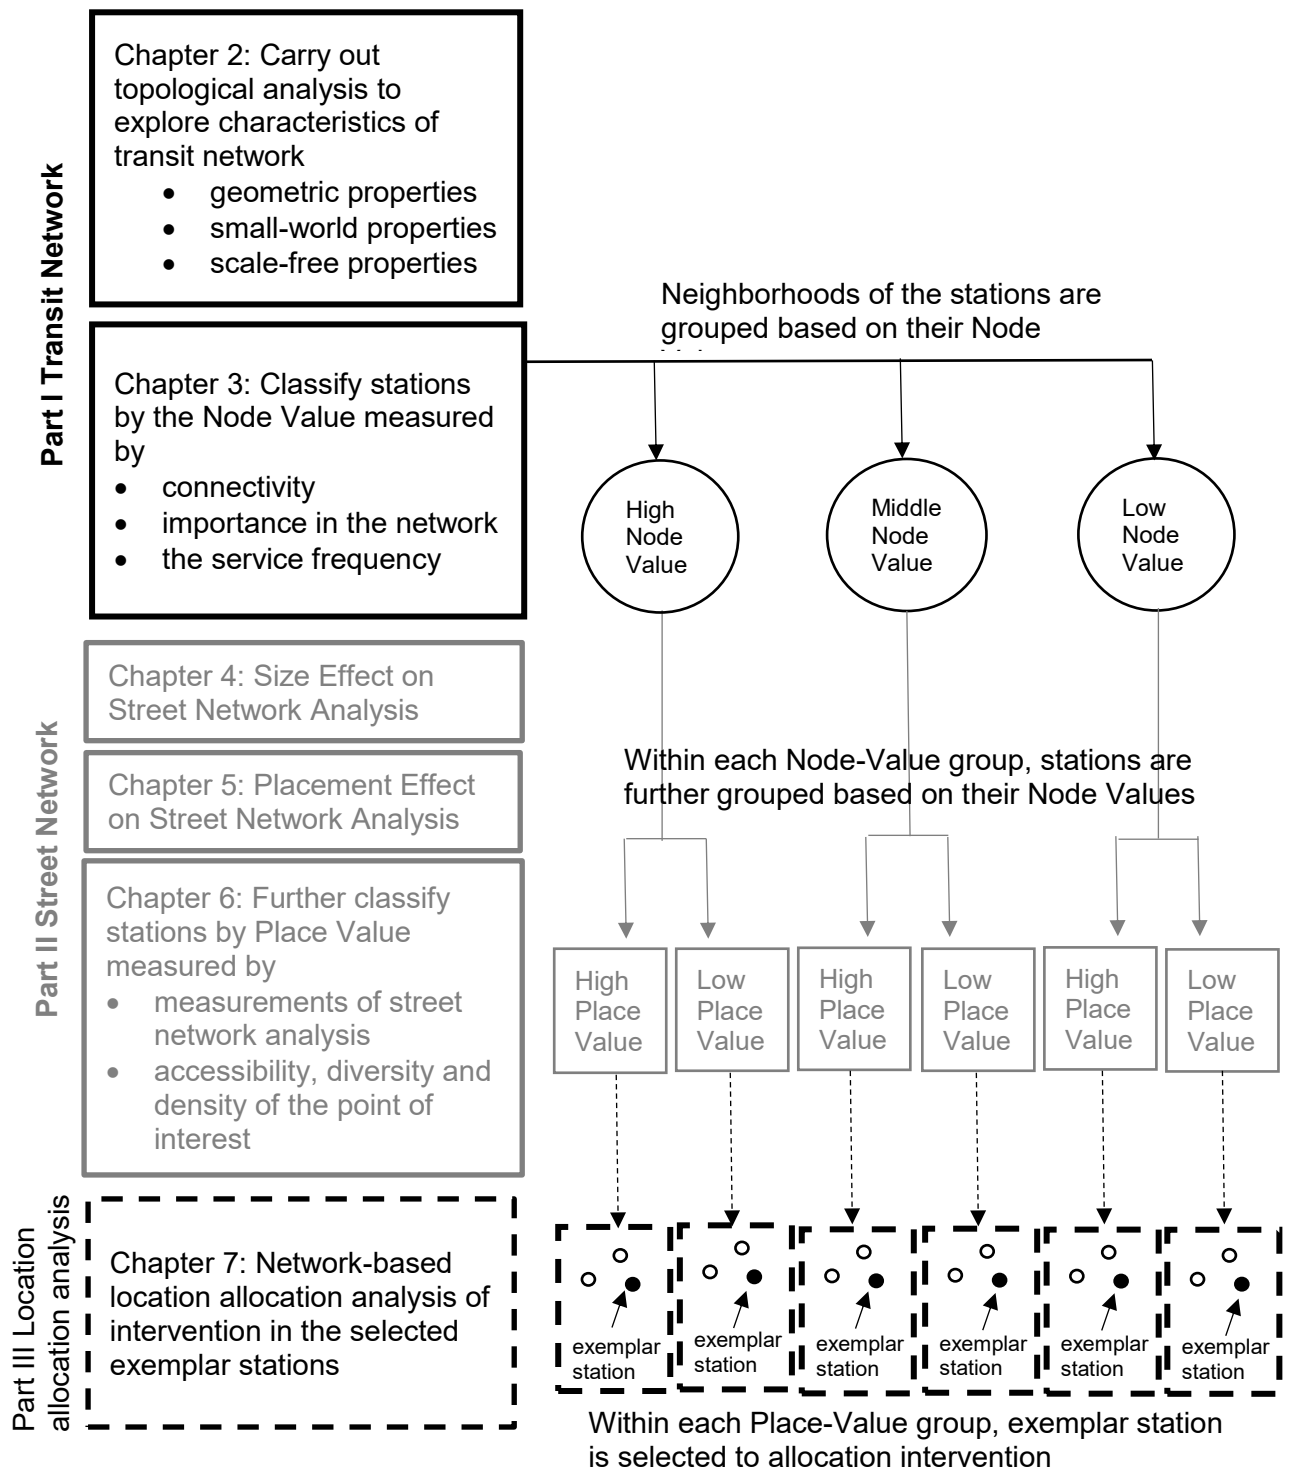 Part I Transit Network
Chapter 2: Carry out
topological analysis to
explore characteristics of
transit network
• geometric properties
• small-world properties
• scale-free properties
Chapter 3: Classify stations
by the Node Value measured
by
• connectivity
• importance in the network
• the service frequency
Neighborhoods of the stations are
grouped based on their Node
High
Node
Value
Middle
Node
Value
Low
Node
Value
Part II Street Network
Chapter 4: Size Effect on
Street Network Analysis
Chapter 5: Placement Effect
on Street Network Analysis
Chapter 6: Further classify
stations by Place Value
measured by
• measurements of street
network analysis
• accessibility, diversity and
density of the point of
interest
Within each Node-Value group, stations are
further grouped based on their Node Values
High
Place
Value
Low
Place
Value
High
Place
Value
Low
Place
Value
High
Place
Value
Low
Place
Value
Part III Location
allocation analysis
Chapter 7: Network-based
location allocation analysis of
intervention in the selected
exemplar stations
exemplar
station
exemplar
station
exemplar
station
exemplar
station
exemplar
station
exemplar
station
Within each Place-Value group, exemplar station
is selected to allocation intervention